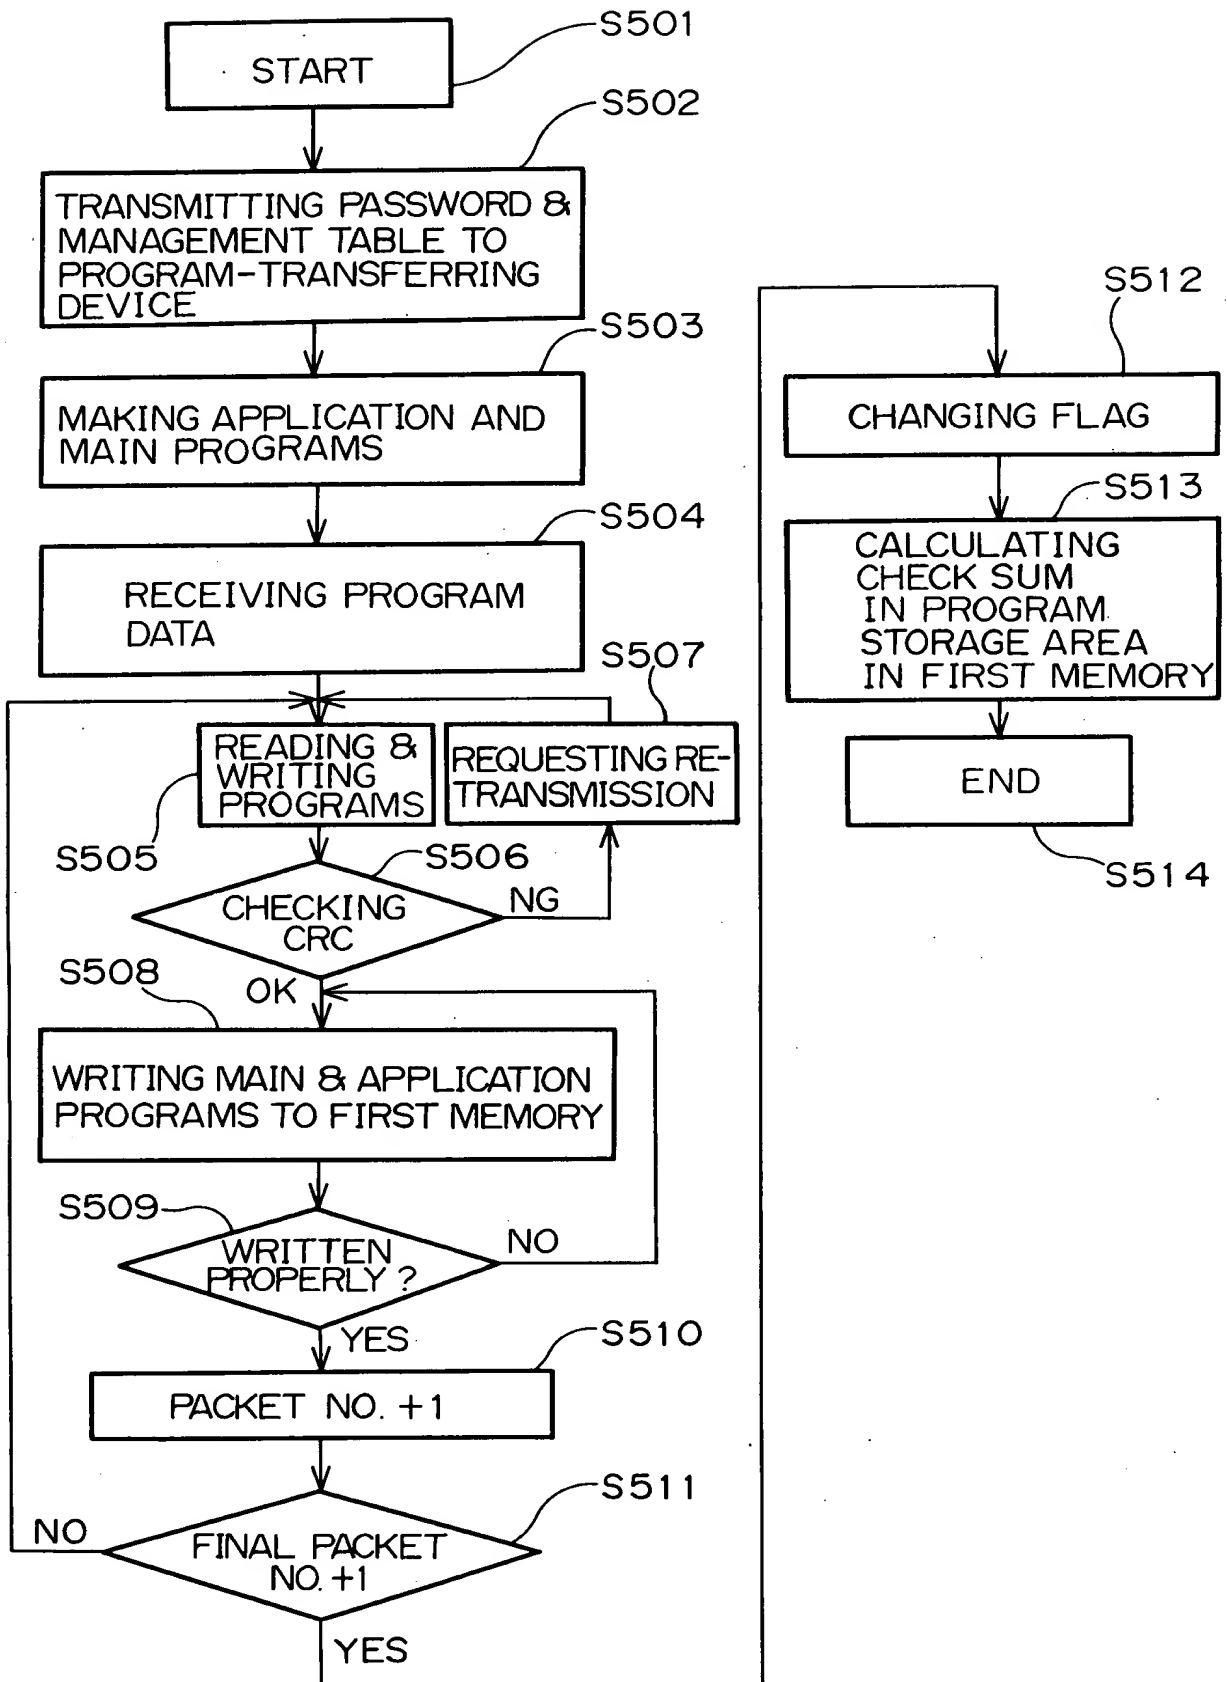 S501
START
S502
TRANSMITTING PASSWORD &
MANAGEMENT TABLE TO
PROGRAM-TRANSFERRING
DEVICE
S503
MAKING APPLICATION AND
MAIN PROGRAMS
S504
RECEIVING PROGRAM
DATA
S507
READING &
WRITING
PROGRAMS
REQUESTING RE-
TRANSMISSION
S505
S506
CHECKING
CRC
NG
S508
OK
WRITING MAIN & APPLICATION
PROGRAMS TO FIRST MEMORY
S509
WRITTEN
PROPERLY ?
NO
YES
S510
PACKET NO. +1
S511
NO
FINAL PACKET
NO. +1
YES
S512
CHANGING FLAG
S513
CALCULATING
CHECK SUM
IN PROGRAM
STORAGE AREA
IN FIRST MEMORY
END
S514